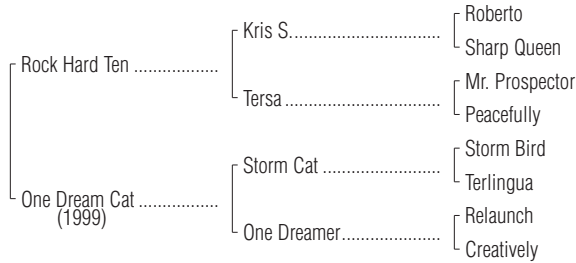 Roberto
Kris S.
Sharp Queen
Rock Hard Ten
Mr. Prospector
Tersa
Peacefully
Storm Bird
Storm Cat
Terlingua
One Dream Cat
(1999)
Relaunch
One Dreamer
Creatively